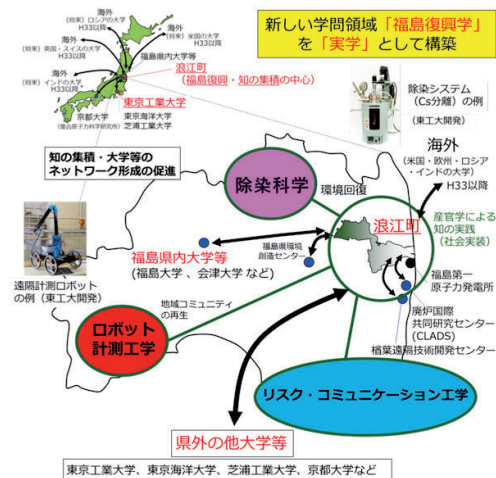 新しい学問領域「福島復興学」
を「実学」として構築
海外
(将来) ロシアの大学
H33以降
海外
(将来) 米国の大学
H33以降
海外
(将来) 英国・スイスの大学
H33以降
福島県内大学等
浪江町
(福島復興・知の集積の中心)
海外
(将来) インドの大学
H33以降
東京工業大学
東京海洋大学
芝浦工業大学
京都大学
(複合原子力科学研究所)
除染システム
(Cs分離) の例
(東工大開発)
知の集積・大学等の
ネットワーク形成の促進
海外
(米国・欧州・ロシア
・インドの大学)
H33以降
除染科学
環境回復
浪江町
産官学による
知の実践
(社会実装)
遠隔計測ロボット
の例 (東工大開発)
福島県内大学等
(福島大学 、会津大学 など)
福島県環境
創造センター
福島第一
原子力発電所
地域コミュニティ
の再生
廃炉国際
共同研究センター
(CLADS)
楢葉遠隔技術開発センター
ロボット
計測工学
リスク・コミュニケーション工学
県外の他大学等
東京工業大学、東京海洋大学、芝浦工業大学、京都大学など